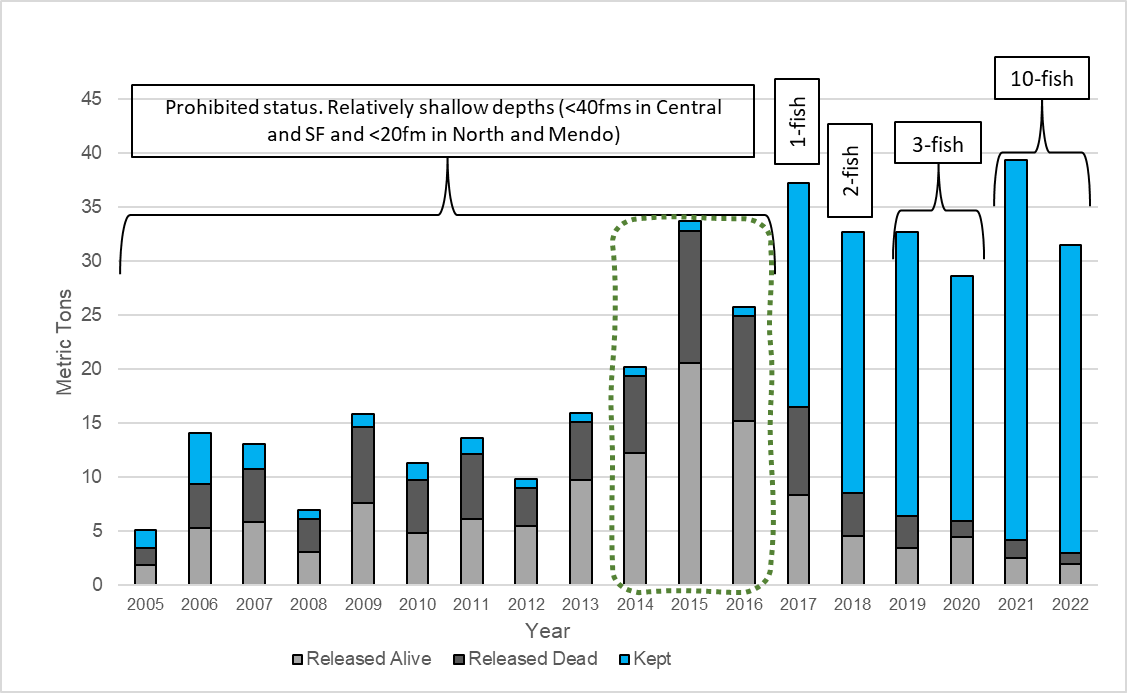 Prohibited status. Relatively shallow depths (<40fms in Central
and SF and <20fm in North and Mendo)
1-fish
2-fish
3-fish
10-fish
45
40
35
30
25
20
15
10
5
0
Metric Tons
2005 2006 2007 2008 2009 2010 2011 2012 2013 2014 2015 2016 2017 2018 2019 2020 2021 2022
Year
Released Alive Released Dead Kept